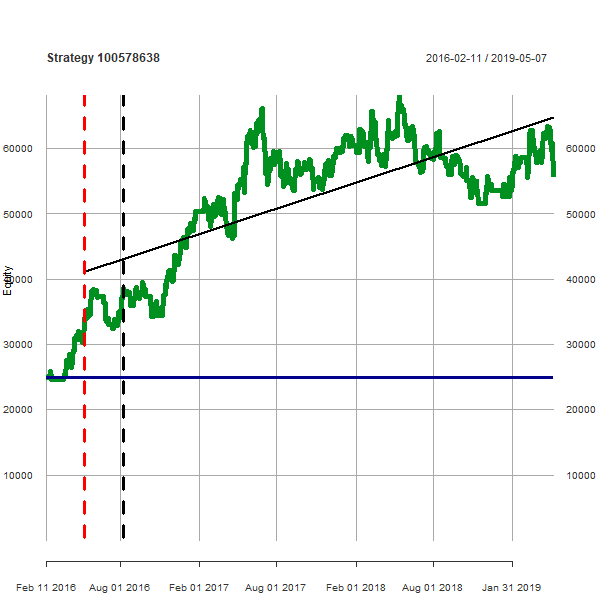 Strategy 100578638
2016-02-11 / 2019-05-07
60000
60000
50000
50000
Equity
40000
40000
30000
30000
20000
20000
10000
10000
Feb 11 2016
Aug 01 2016
Feb 01 2017
Aug 01 2017
Feb 01 2018
Aug 01 2018
Jan 31 2019